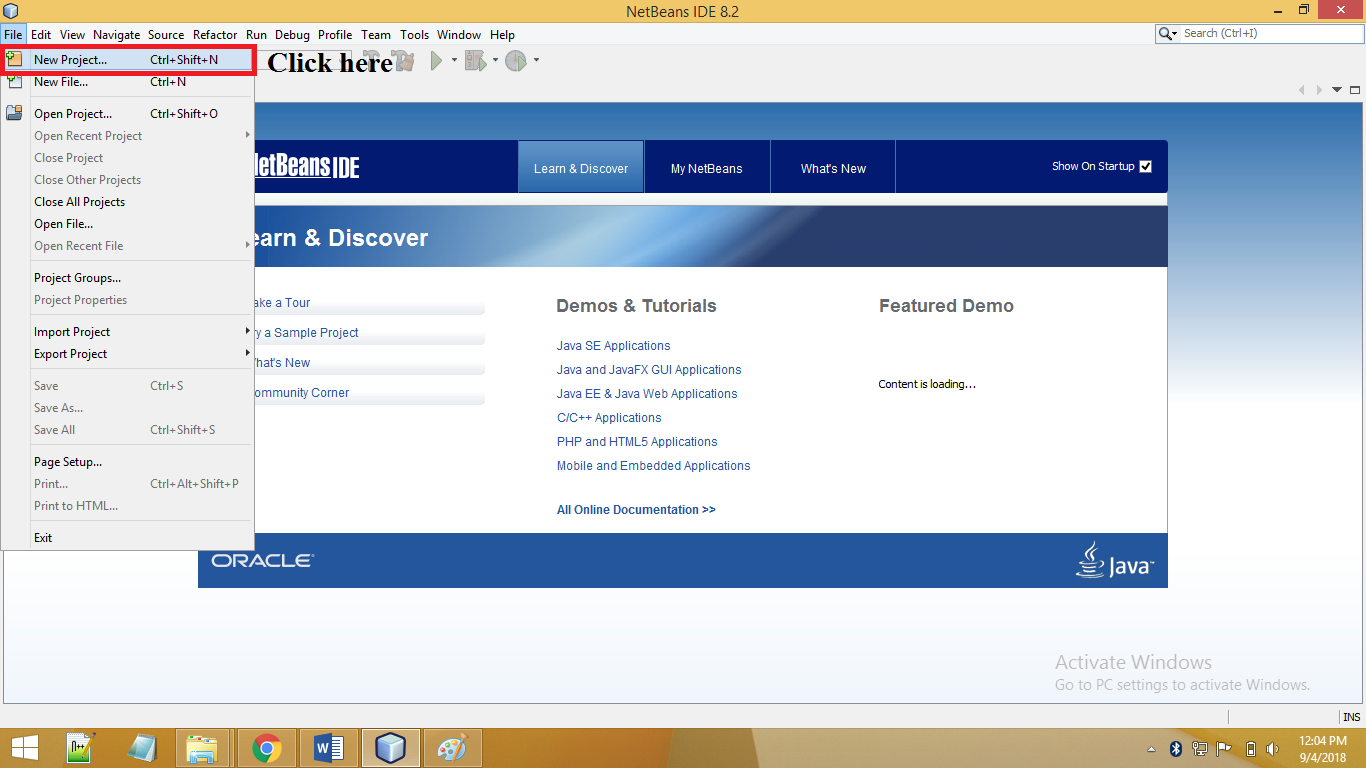 NetBeans IDE 8.2
File Edit View Navigate Source Refactor Run Debug Profile Team Tools Window Help
Search (Ctrl+I)
New Project... Ctrl+Shift+N
Click here
New File... Ctrl+N
Open Project... Ctrl+Shift+O
Open Recent Project
Close Project
Close Other Projects
Close All Projects
Open File...
Open Recent File
Project Groups...
Project Properties
Import Project
Export Project
Save Ctrl+S
Save As...
Save All Ctrl+Shift+S
Page Setup...
Print... Ctrl+Alt+Shift+P
Print to HTML...
Exit
NetBeans IDE
Learn & Discover
My NetBeans
What's New
Show On Startup
earn & Discover
ake a Tour
ry a Sample Project
hat's New
ommunity Corner
Demos & Tutorials
Java SE Applications
Java and JavaFX GUI Applications
Java EE & Java Web Applications
C/C++ Applications
PHP and HTML5 Applications
Mobile and Embedded Applications
All Online Documentation >>
Featured Demo
Content is loading...
ORACLE
Java
Activate Windows
Go to PC settings to activate Windows.
INS
12:04 PM
9/4/2018